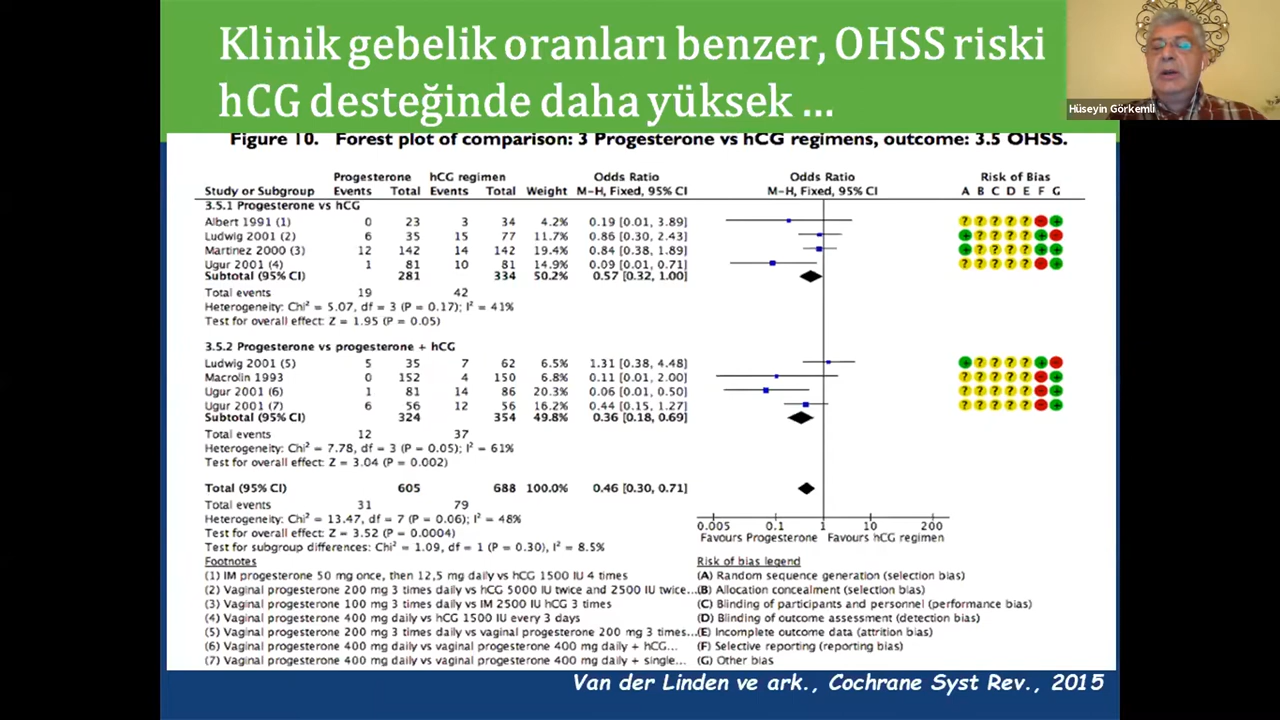 Klinik gebelik oranları benzer, OHSS riski
hCG desteğinde daha yüksek ...
Hüseyin Görkemli
Figure 10. Forest plot of comparison: 3 Progesterone vs hCG regimens, outcome: 3.5 OHSS.
Progesterone hCG regimen Odds Ratio Odds Ratio Risk of Bias
Study or Subgroup Events Total Events Total Weight M-H, Fixed, 95% CI M-H, Fixed, 95% CI A B C D E F G
3.5.1 Progesterone vs hCG
Albert 1991 (1) 0 23 3 34 4.2% 0.19 [0.01, 3.89] ? ? ? ? ? − +
Ludwig 2001 (2) 6 35 15 77 11.7% 0.86 [0.30, 2.43] + ? ? ? ? + −
Martinez 2000 (3) 12 142 14 142 19.4% 0.84 [0.38, 1.89] + ? ? ? ? − +
Ugur 2001 (4) 1 81 10 81 14.9% 0.09 [0.01, 0.71] ? ? ? ? ? − +
Subtotal (95% CI) 281 334 50.2% 0.57 [0.32, 1.00]
Total events 19 42
Heterogeneity: Chi² = 5.07, df = 3 (P = 0.17); I² = 41%
Test for overall effect: Z = 1.95 (P = 0.05)
3.5.2 Progesterone vs progesterone + hCG
Ludwig 2001 (5) 5 35 7 62 6.5% 1.31 [0.38, 4.48] + ? ? ? ? + −
Macrolin 1993 0 152 4 150 6.8% 0.11 [0.01, 2.00] ? ? ? ? ? − +
Ugur 2001 (6) 1 81 14 86 20.3% 0.06 [0.01, 0.50] ? ? ? ? ? − +
Ugur 2001 (7) 6 56 12 56 16.2% 0.44 [0.15, 1.27] ? ? ? ? ? − +
Subtotal (95% CI) 324 354 49.8% 0.36 [0.18, 0.69]
Total events 12 37
Heterogeneity: Chi² = 7.78, df = 3 (P = 0.05); I² = 61%
Test for overall effect: Z = 3.04 (P = 0.002)
Total (95% CI) 605 688 100.0% 0.46 [0.30, 0.71]
Total events 31 79
Heterogeneity: Chi² = 13.47, df = 7 (P = 0.06); I² = 48%
Test for overall effect: Z = 3.52 (P = 0.0004)
Test for subgroup differences: Chi² = 1.09, df = 1 (P = 0.30), I² = 8.5%
0.005 0.1 1 10 200
Favours Progesterone Favours hCG regimen
Footnotes
(1) IM progesterone 50 mg once, then 12,5 mg daily vs hCG 1500 IU 4 times
(2) Vaginal progesterone 200 mg 3 times daily vs hCG 5000 IU twice and 2500 IU twice...
(3) Vaginal progesterone 100 mg 3 times vs IM 2500 IU hCG 3 times
(4) Vaginal progesterone 400 mg daily vs hCG 1500 IU every 3 days
(5) Vaginal progesterone 200 mg 3 times daily vs vaginal progesterone 200 mg 3 times...
(6) Vaginal progesterone 400 mg daily vs vaginal progesterone 400 mg daily + hCG...
(7) Vaginal progesterone 400 mg daily vs vaginal progesterone 400 mg daily + single...
Risk of bias legend
(A) Random sequence generation (selection bias)
(B) Allocation concealment (selection bias)
(C) Blinding of participants and personnel (performance bias)
(D) Blinding of outcome assessment (detection bias)
(E) Incomplete outcome data (attrition bias)
(F) Selective reporting (reporting bias)
(G) Other bias
Van der Linden ve ark., Cochrane Syst Rev., 2015